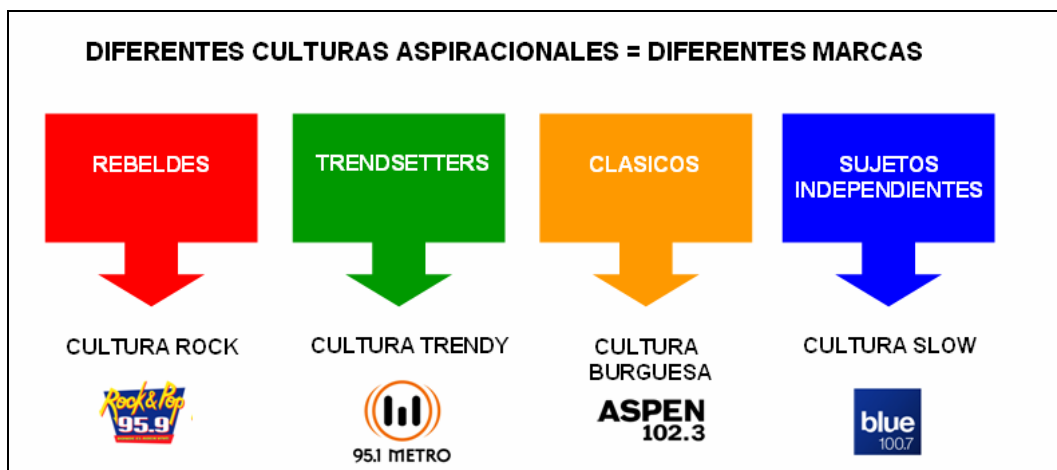 DIFERENTES CULTURAS ASPIRACIONALES = DIFERENTES MARCAS
REBELDES
TRENDSETTERS
CLASICOS
SUJETOS
INDEPENDIENTES
CULTURA ROCK
CULTURA TRENDY
CULTURA
BURGUESA
CULTURA SLOW
Rock & Pop
95.9
95.1 METRO
ASPEN
102.3
blue
100.7